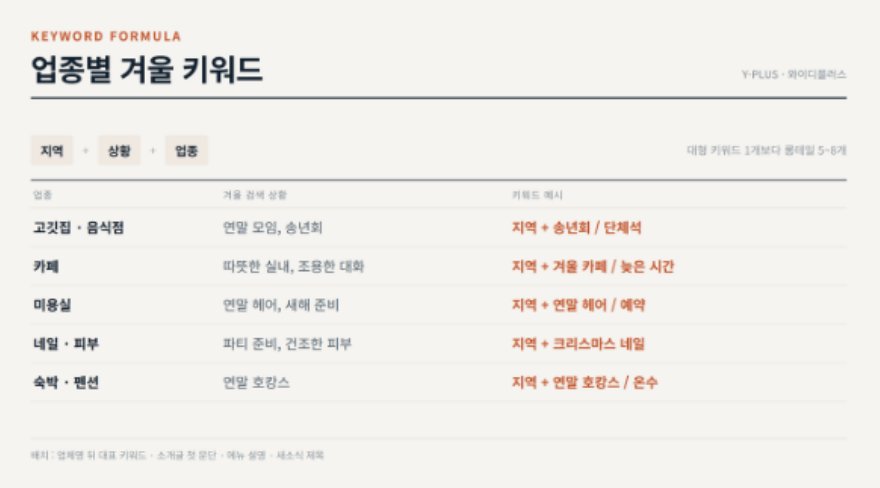 KEYWORD FORMULA
업종별 겨울 키워드
Y-PLUS · 와이디플러스
지역 + 상황 + 업종
대형 키워드 1개보다 롱테일 5~8개
업종 겨울 검색 상황 키워드 예시
고깃집 · 음식점 연말 모임, 송년회 지역 + 송년회 / 단체석
카페 따뜻한 실내, 조용한 대화 지역 + 겨울 카페 / 늦은 시간
미용실 연말 헤어, 새해 준비 지역 + 연말 헤어 / 예약
네일 · 피부 파티 준비, 건조한 피부 지역 + 크리스마스 네일
숙박 · 펜션 연말 호캉스 지역 + 연말 호캉스 / 온수
배치 : 업체명 뒤 대표 키워드 · 소개글 첫 문단 · 메뉴 설명 · 새소식 제목